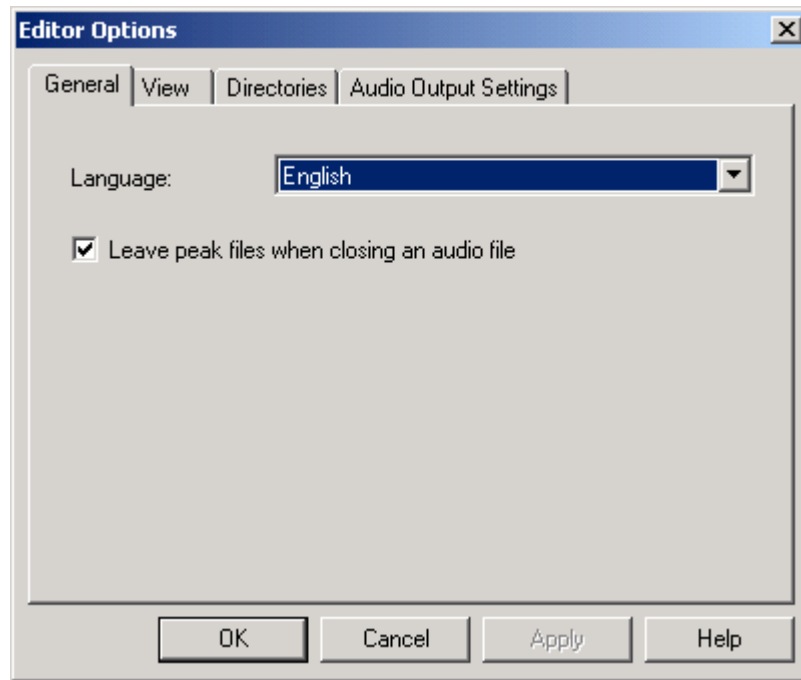 Editor Options
General View Directories Audio Output Settings
Language: English
Leave peak files when closing an audio file
OK Cancel Apply Help